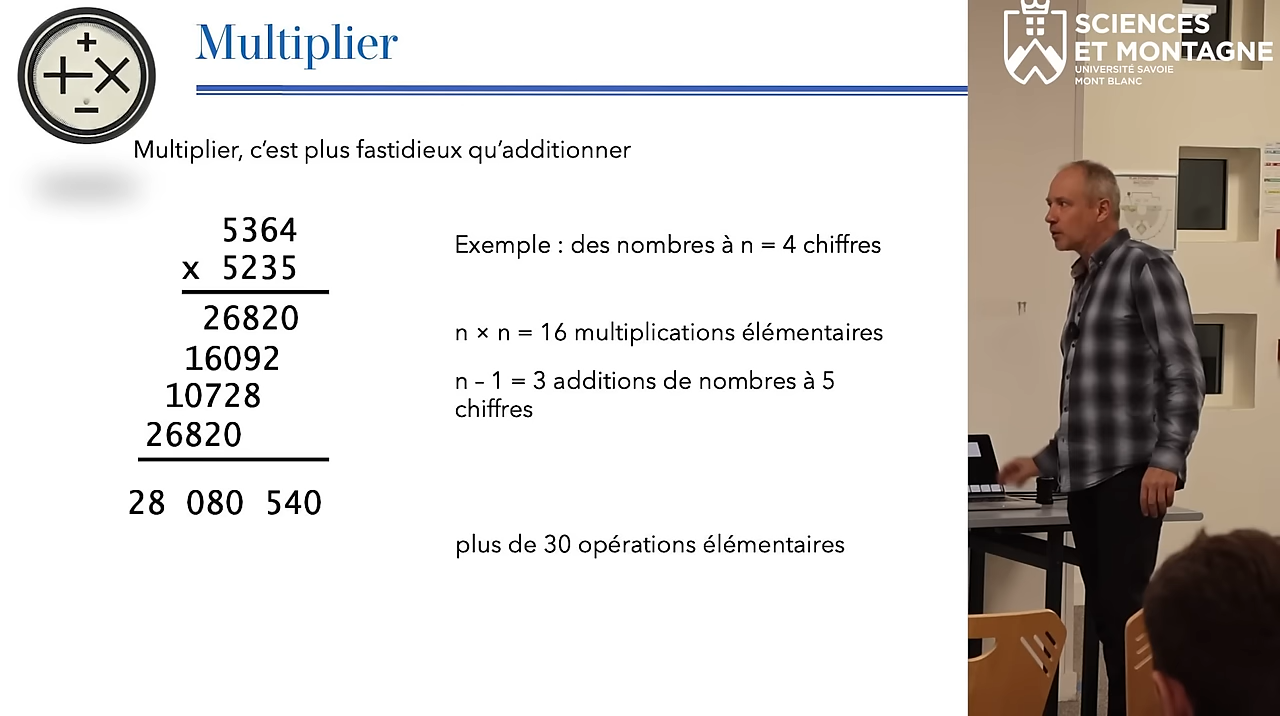 Multiplier
Multiplier, c'est plus fastidieux qu'additionner
5364
x 5235
26820
16092
10728
26820
28 080 540
Exemple : des nombres à n = 4 chiffres
n × n = 16 multiplications élémentaires
n – 1 = 3 additions de nombres à 5
chiffres
plus de 30 opérations élémentaires
SCIENCES
ET MONTAGNE
UNIVERSITÉ SAVOIE
MONT BLANC